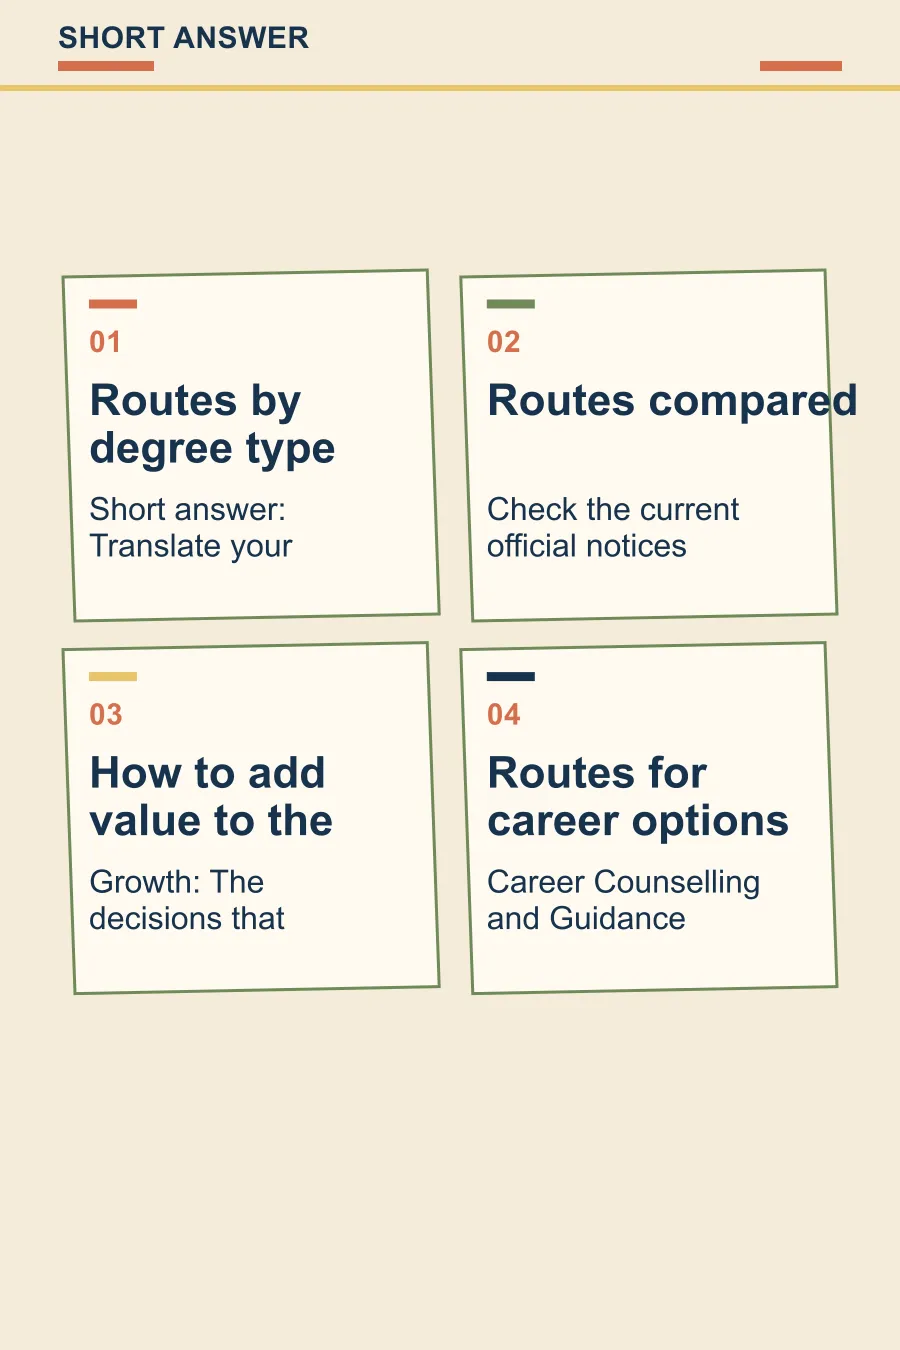 SHORT ANSWER
01
Routes by
degree type
Short answer:
Translate your
02
Routes compared
Check the current
official notices
03
How to add
value to the
Growth: The
decisions that
04
Routes for
career options
Career Counselling
and Guidance